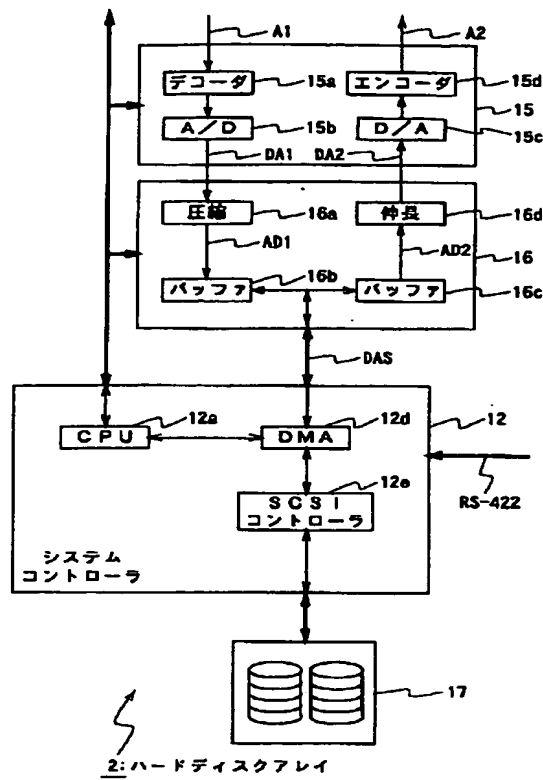 A1
A2
デコーダ
15a
エンコーダ
15d
15
A/D
15b
D/A
15c
DA1
DA2
圧縮
16a
伸長
16d
AD1
AD2
16
16b
バッファ
バッファ
16c
DAS
12a
12d
12
CPU
DMA
12e
SCSI
コントローラ
RS-422
システム
コントローラ
17
2:ハードディスクアレイ